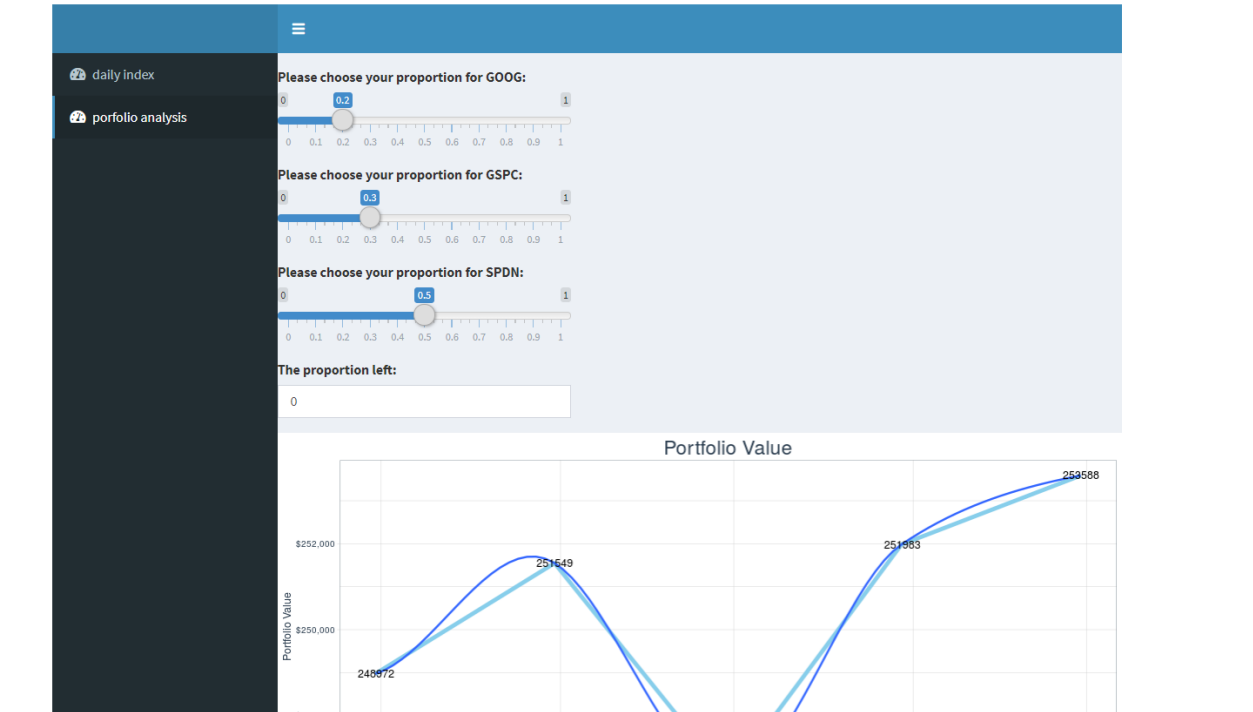 daily index
porfolio analysis
Please choose your proportion for GOOG:
0 0.2 1
0 0.1 0.2 0.3 0.4 0.5 0.6 0.7 0.8 0.9 1
Please choose your proportion for GSPC:
0 0.3 1
0 0.1 0.2 0.3 0.4 0.5 0.6 0.7 0.8 0.9 1
Please choose your proportion for SPDN:
0 0.5 1
0 0.1 0.2 0.3 0.4 0.5 0.6 0.7 0.8 0.9 1
The proportion left:
0
Portfolio Value
253588
$252,000
251983
251549
Portfolio Value
$250,000
248972